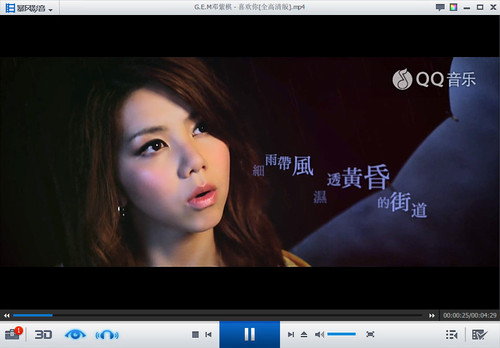 暴风影音
G.E.M邓紫棋 - 喜欢你[全高清版].mp4
QQ音乐
細雨帶風
濕透黃昏
的街道
00:00:25/00:04:29
1
3D